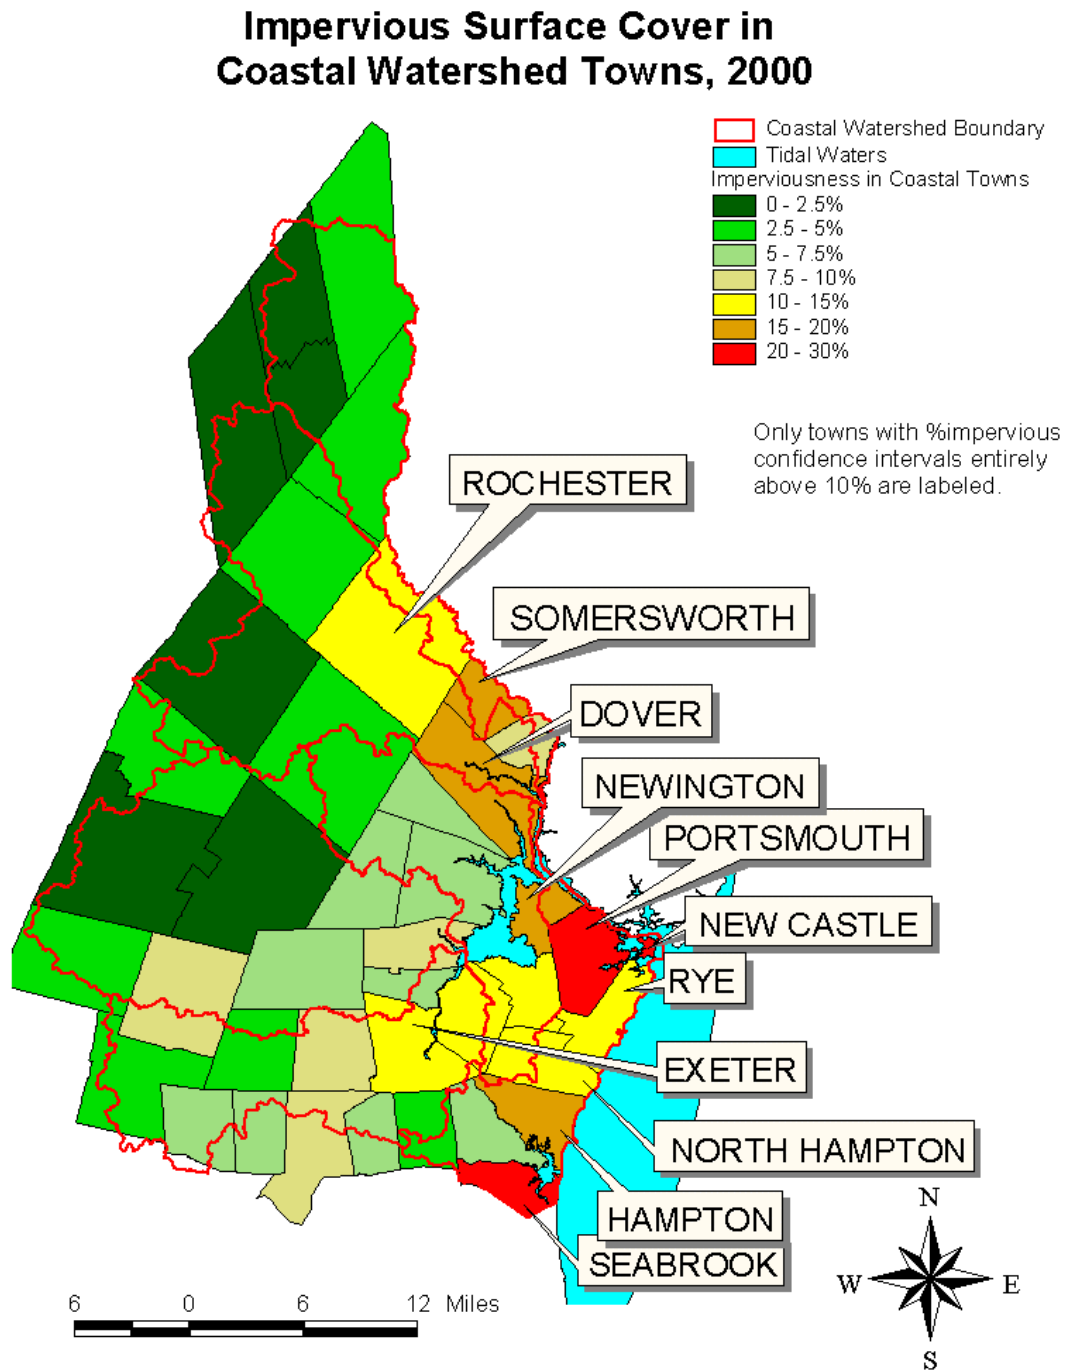 Impervious Surface Cover in
Coastal Watershed Towns, 2000
Coastal Watershed Boundary
Tidal Waters
Imperviousness in Coastal Towns
0 - 2.5%
2.5 - 5%
5 - 7.5%
7.5 - 10%
10 - 15%
15 - 20%
20 - 30%
Only towns with %impervious
confidence intervals entirely
above 10% are labeled.
ROCHESTER
SOMERSWORTH
DOVER
NEWINGTON
PORTSMOUTH
NEW CASTLE
RYE
EXETER
NORTH HAMPTON
HAMPTON
SEABROOK
N
W E
S
6 0 6 12 Miles